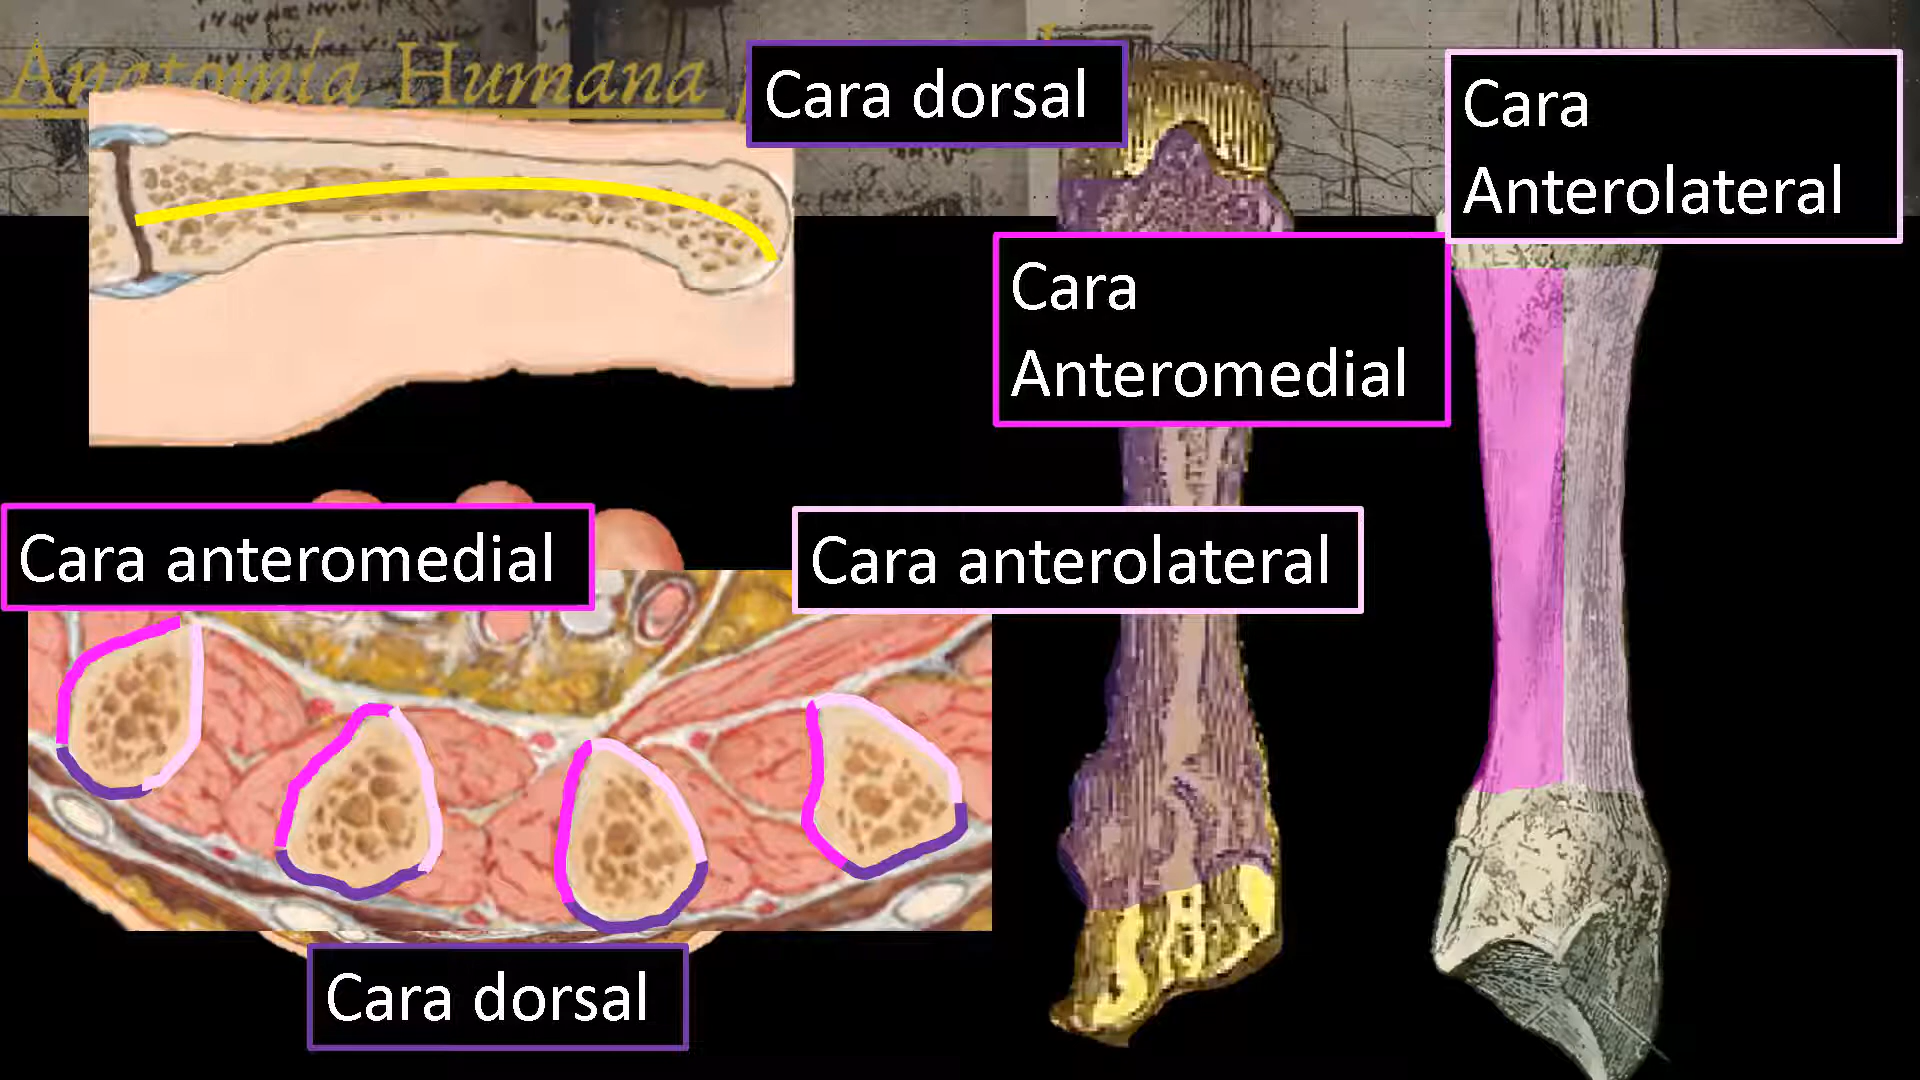 Anatomía Humana
Cara dorsal
Cara
Anterolateral
Cara
Anteromedial
Cara anteromedial
Cara anterolateral
Cara dorsal